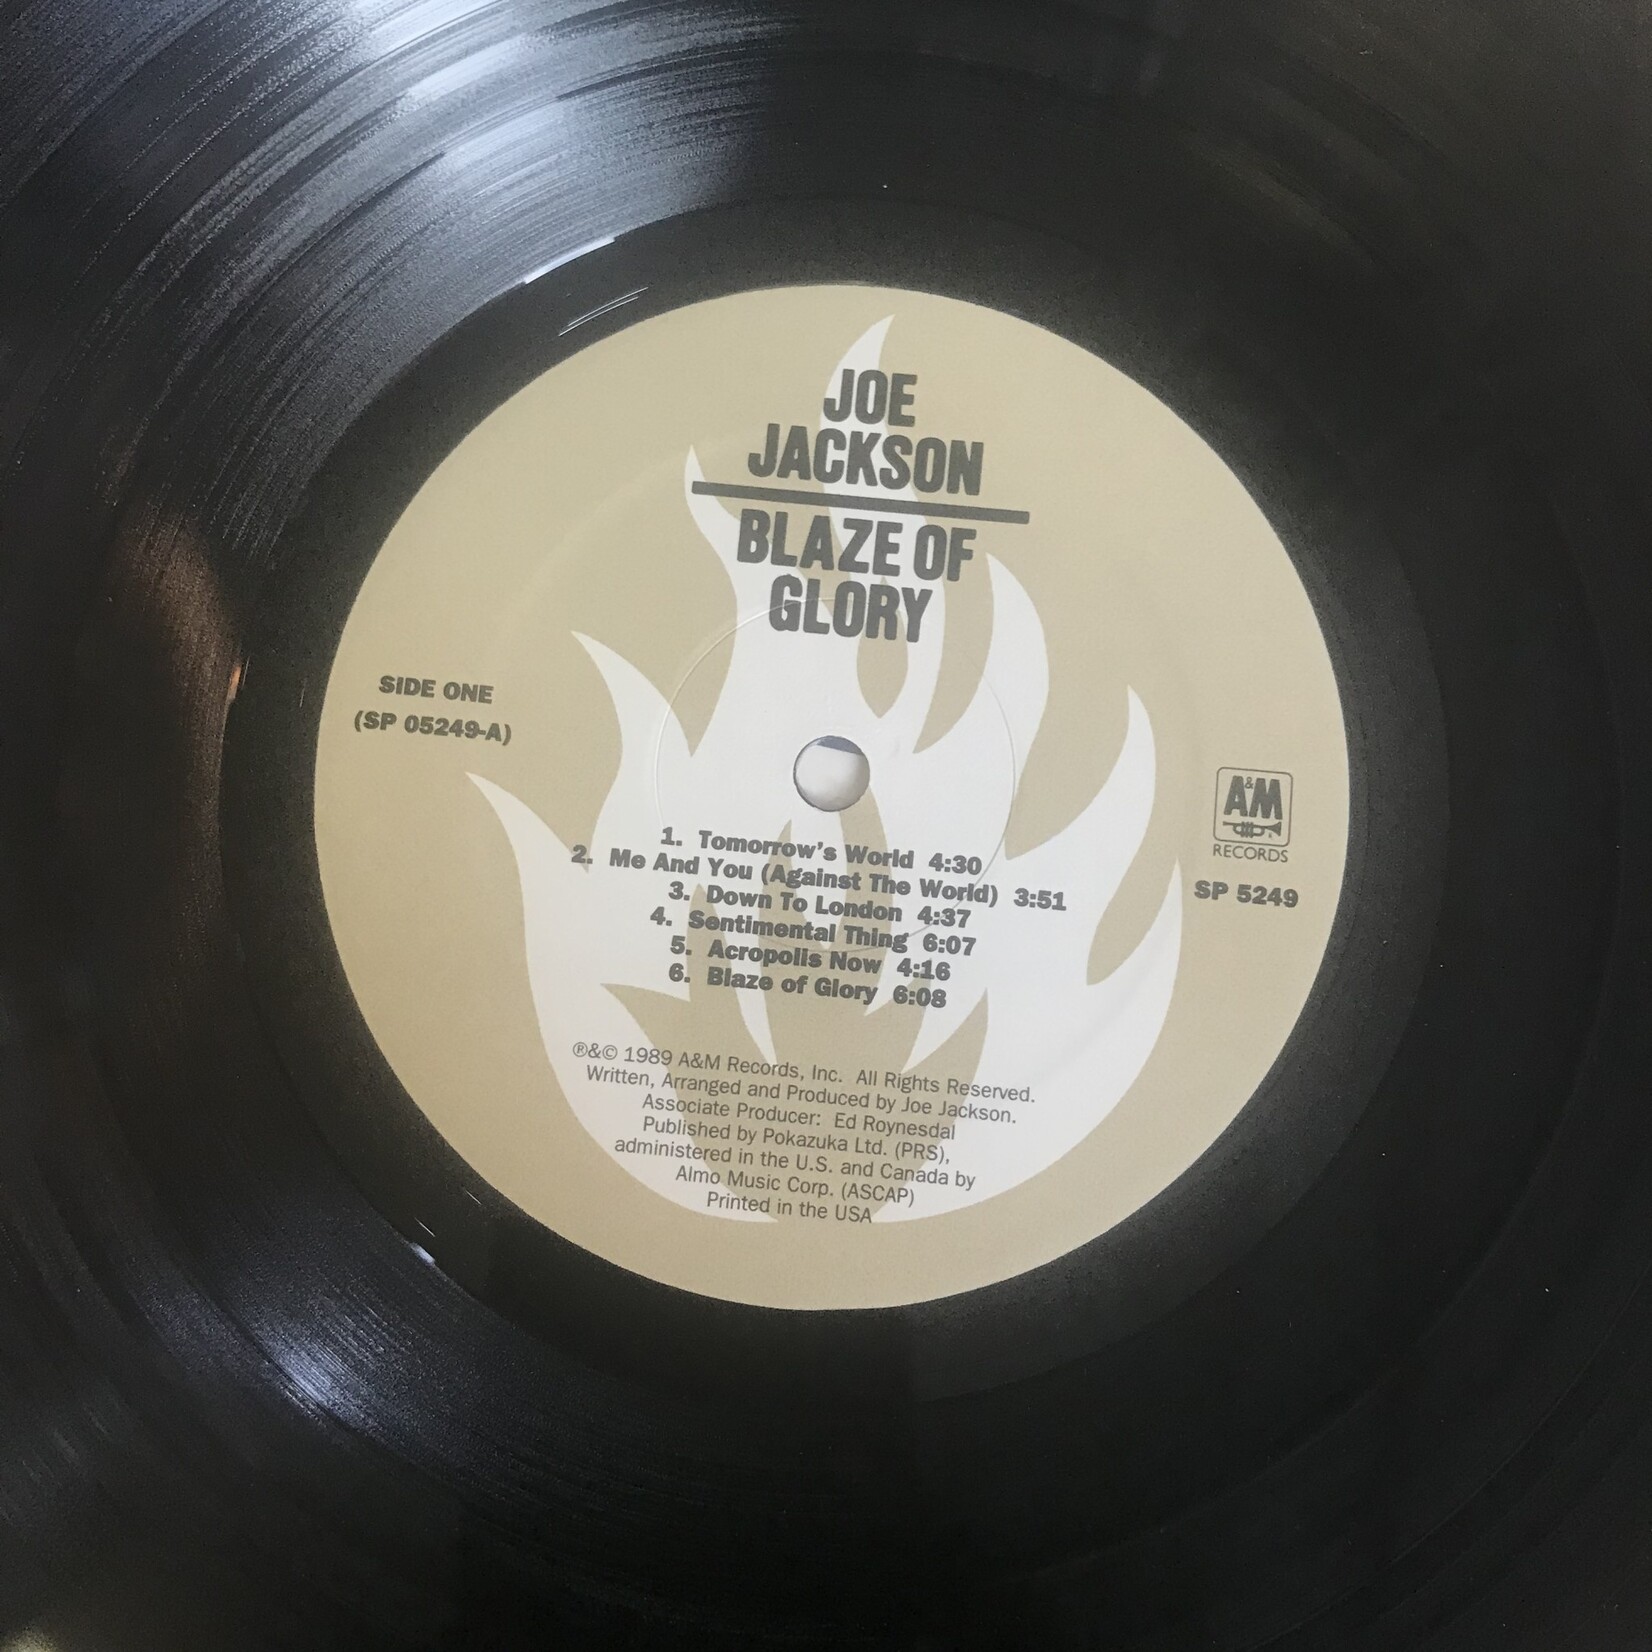 JOE
JACKSON
BLAZE OF
GLORY
SIDE ONE
(SP 05249-A)
A&M
RECORDS
SP 5249
1. Tomorrow's World 4:30
2. Me And You (Against The World) 3:51
3. Down To London 4:37
4. Sentimental Thing 6:07
5. Acropolis Now 4:16
6. Blaze of Glory 6:08
®&© 1989 A&M Records, Inc. All Rights Reserved.
Written, Arranged and Produced by Joe Jackson.
Associate Producer: Ed Roynesdal
Published by Pokazuka Ltd. (PRS),
administered in the U.S. and Canada by
Almo Music Corp. (ASCAP)
Printed in the USA